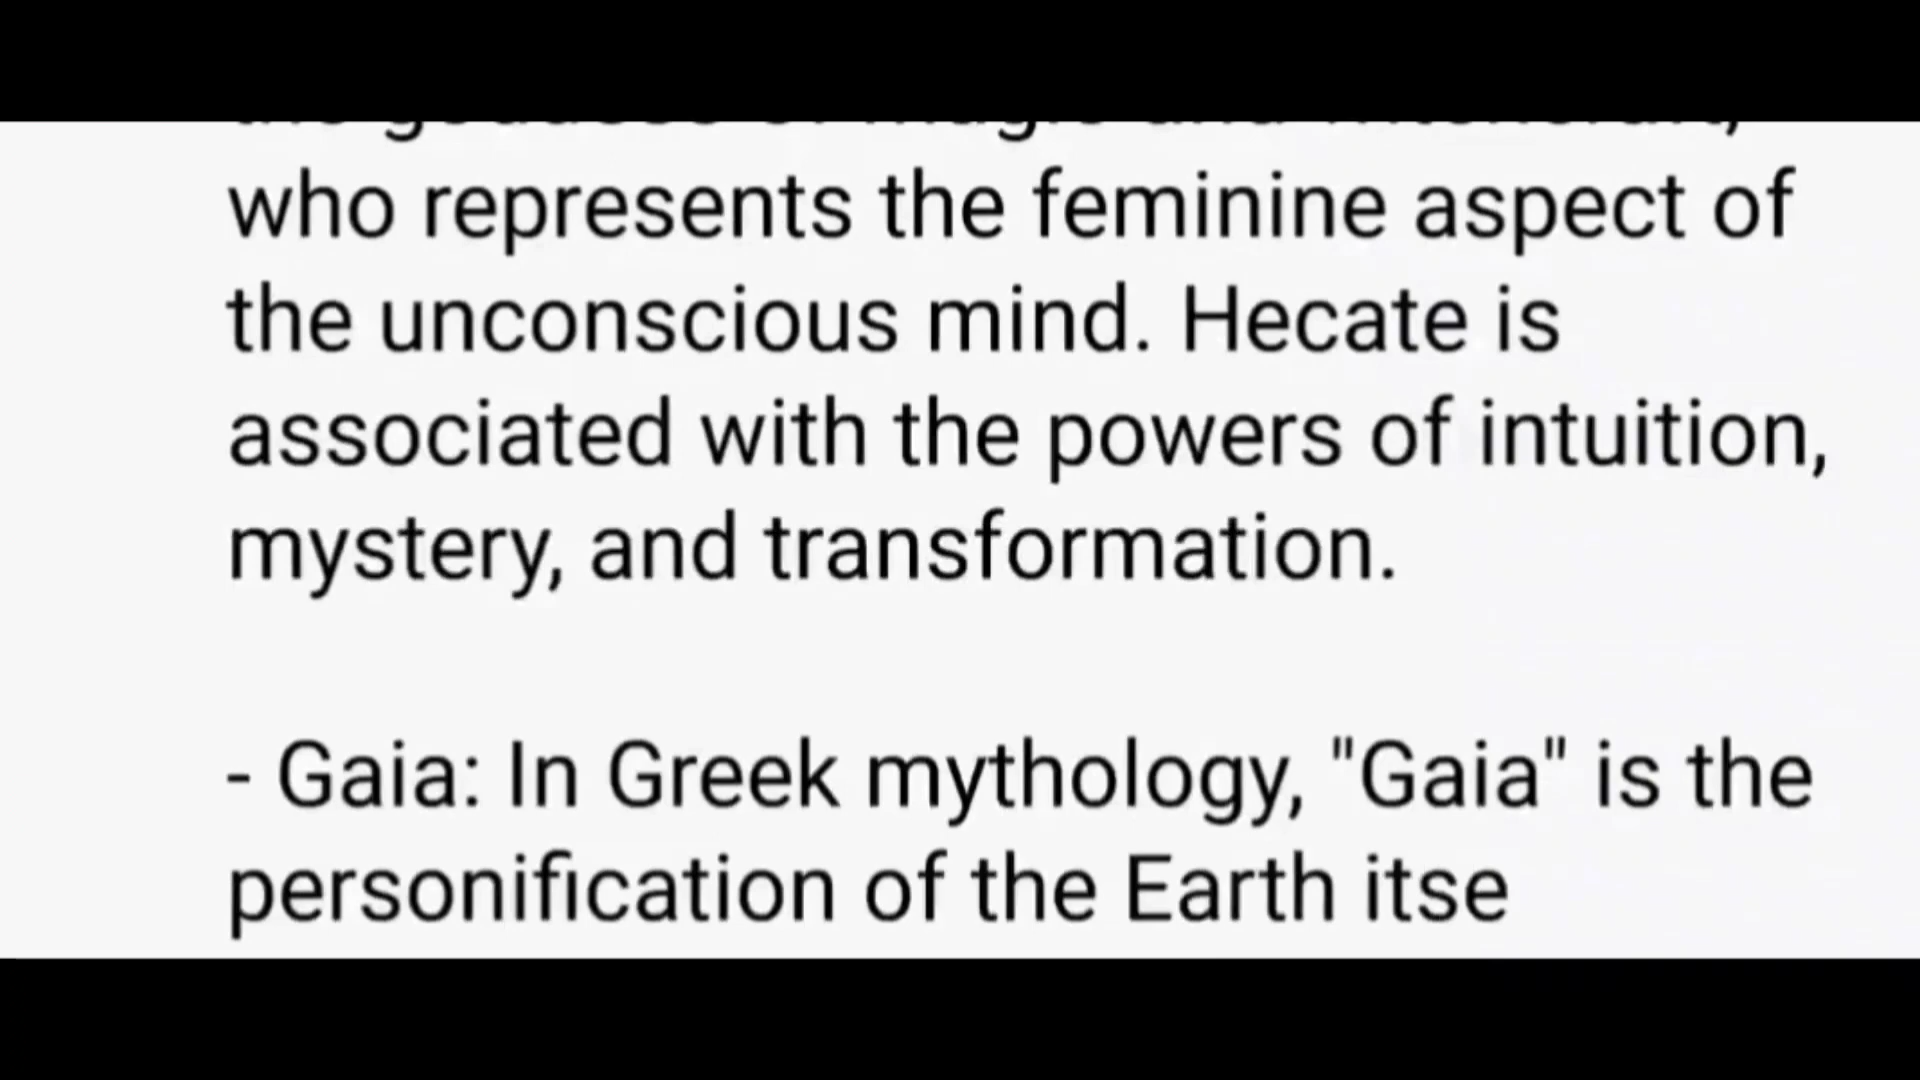 who represents the feminine aspect of
the unconscious mind. Hecate is
associated with the powers of intuition,
mystery, and transformation.
- Gaia: In Greek mythology, "Gaia" is the
personification of the Earth itse